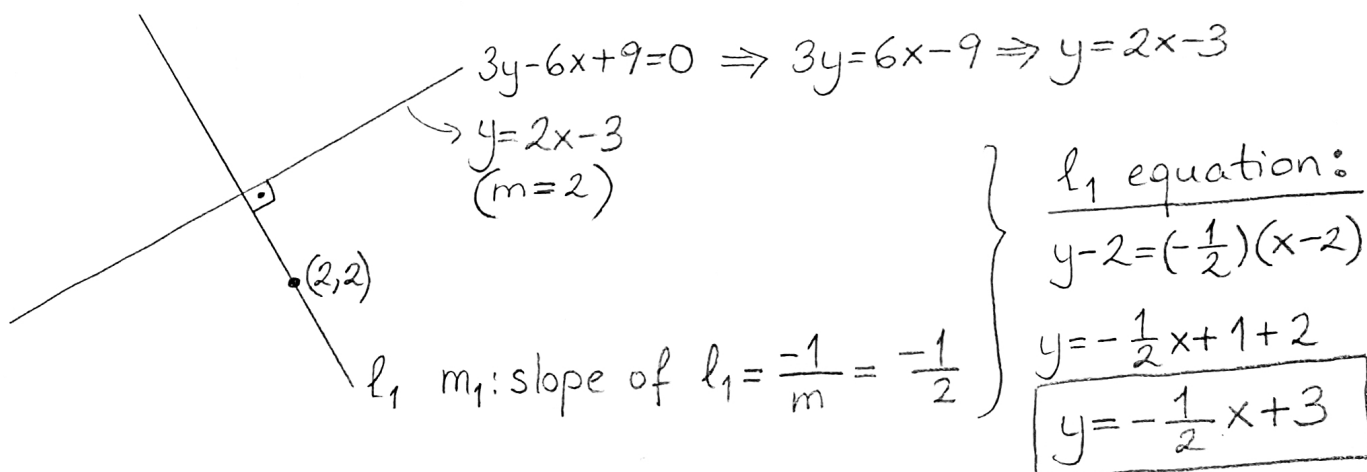 3y-6x+9=0 ⇒ 3y=6x-9 ⇒ y=2x-3
y=2x-3
(m=2)
(2,2)
l₁ m₁: slope of l₁ = -1/m = -1/2
l₁ equation:
y-2=(-1/2)(x-2)
y=-1/2x+1+2
y=-1/2x+3